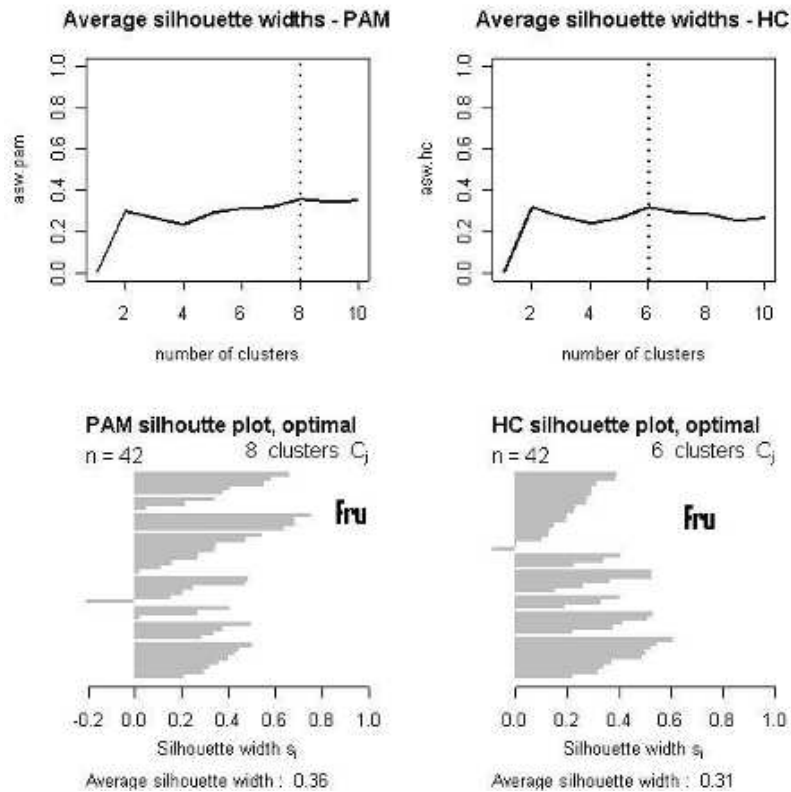 Average silhouette widths - PAM
asw.pam
0.0 0.2 0.4 0.6 0.8 1.0
2 4 6 8 10
number of clusters
Average silhouette widths - HC
asw.hc
0.0 0.2 0.4 0.6 0.8 1.0
2 4 6 8 10
number of clusters
PAM silhoutte plot, optimal
n = 42 8 clusters Cj
Fru
-0.2 0.0 0.2 0.4 0.6 0.8 1.0
Silhouette width si
Average silhouette width : 0.36
HC silhouette plot, optimal
n = 42 6 clusters Cj
Fru
0.0 0.2 0.4 0.6 0.8 1.0
Silhouette width si
Average silhouette width : 0.31